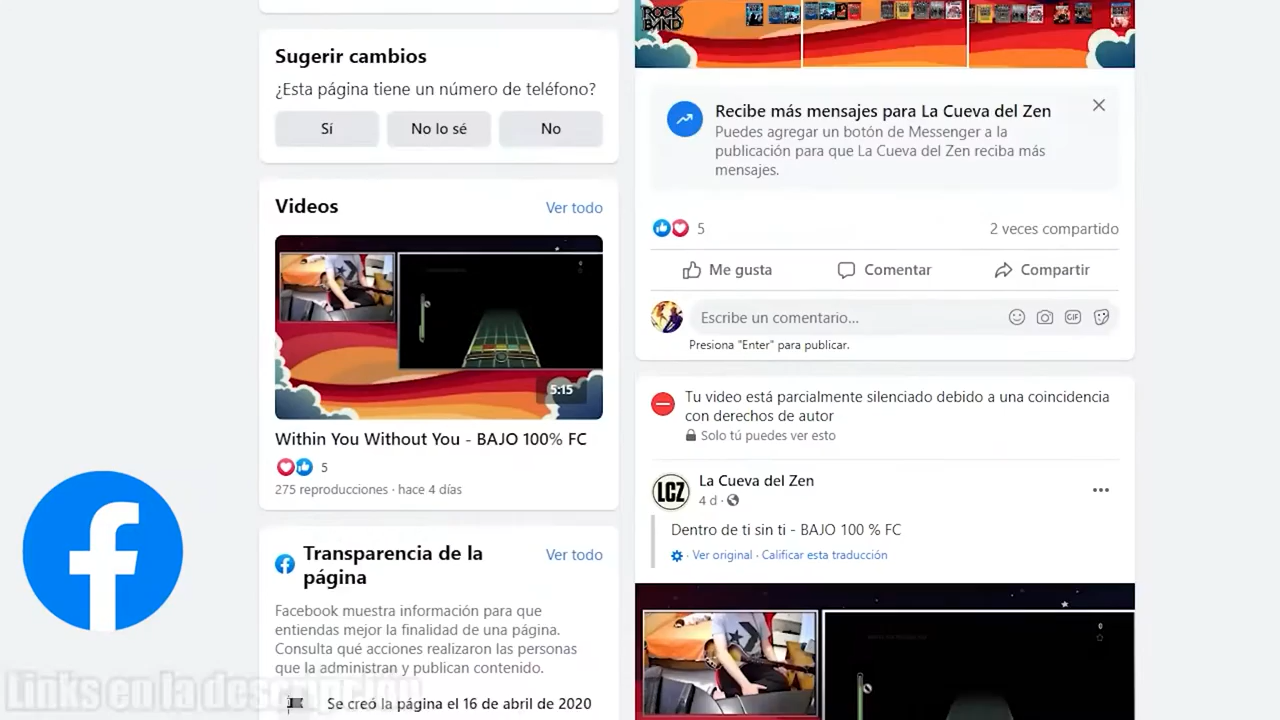 Sugerir cambios
¿Esta página tiene un número de teléfono?
Sí
No lo sé
No
Videos
Ver todo
5:15
Within You Without You - BAJO 100% FC
5
275 reproducciones · hace 4 días
Transparencia de la
página
Ver todo
Facebook muestra información para que
entiendas mejor la finalidad de una página.
Consulta qué acciones realizaron las personas
que la administran y publican contenido.
Se creó la página el 16 de abril de 2020
links en la descripción
ROCK
BAND
Recibe más mensajes para La Cueva del Zen
Puedes agregar un botón de Messenger a la
publicación para que La Cueva del Zen reciba más
mensajes.
5
2 veces compartido
Me gusta
Comentar
Compartir
Escribe un comentario...
GIF
Presiona "Enter" para publicar.
Tu video está parcialmente silenciado debido a una coincidencia
con derechos de autor
Solo tú puedes ver esto
LCZ
La Cueva del Zen
4 d ·
Dentro de ti sin ti - BAJO 100 % FC
· Ver original · Calificar esta traducción